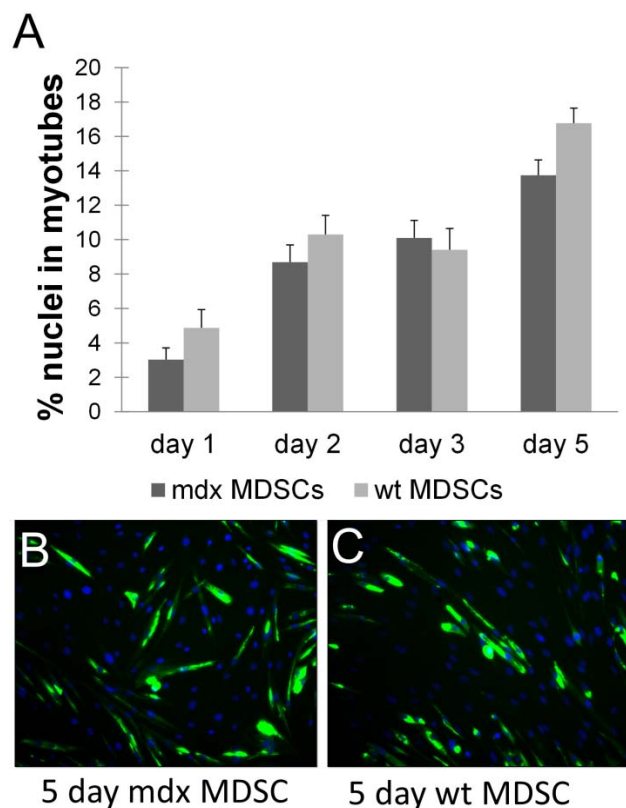 A
% nuclei in myotubes
20
18
16
14
12
10
8
6
4
2
0
day 1 day 2 day 3 day 5
mdx MDSCs wt MDSCs
B C
5 day mdx MDSC 5 day wt MDSC